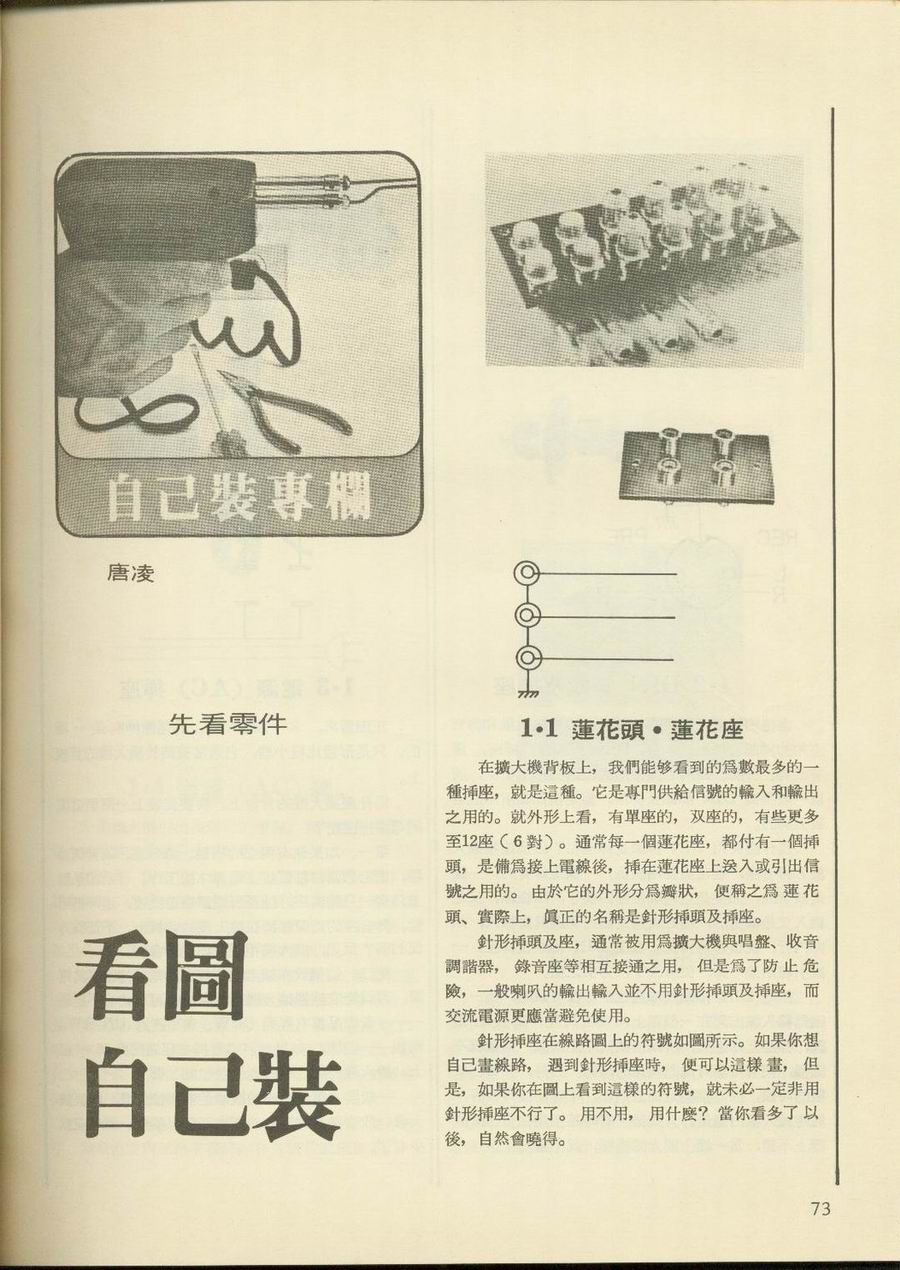 自己裝專欄
唐凌
先看零件
看圖
自己裝
1·1 蓮花頭•蓮花座
在擴大機背板上，我們能够看到的爲數最多的一
種揷座，就是這種。它是專門供給信號的輸入和輸出
之用的。就外形上看，有單座的，双座的，有些更多
至12座（6對）。通常每一個蓮花座，都付有一個揷
頭，是備爲接上電線後，揷在蓮花座上送入或引出信
號之用的。由於它的外形分爲瓣狀，便稱之爲蓮花
頭、實際上，眞正的名稱是針形揷頭及揷座。
針形揷頭及座，通常被用爲擴大機與唱盤、收音
調諧器，錄音座等相互接通之用，但是爲了防止危
險，一般喇叭的輸出輸入並不用針形揷頭及揷座，而
交流電源更應當避免使用。
針形揷座在線路圖上的符號如圖所示。如果你想
自己畫線路，遇到針形揷座時，便可以這樣畫，但
是，如果你在圖上看到這樣的符號，就未必一定非用
針形揷座不行了。用不用，用什麽？當你看多了以
後，自然會曉得。
73